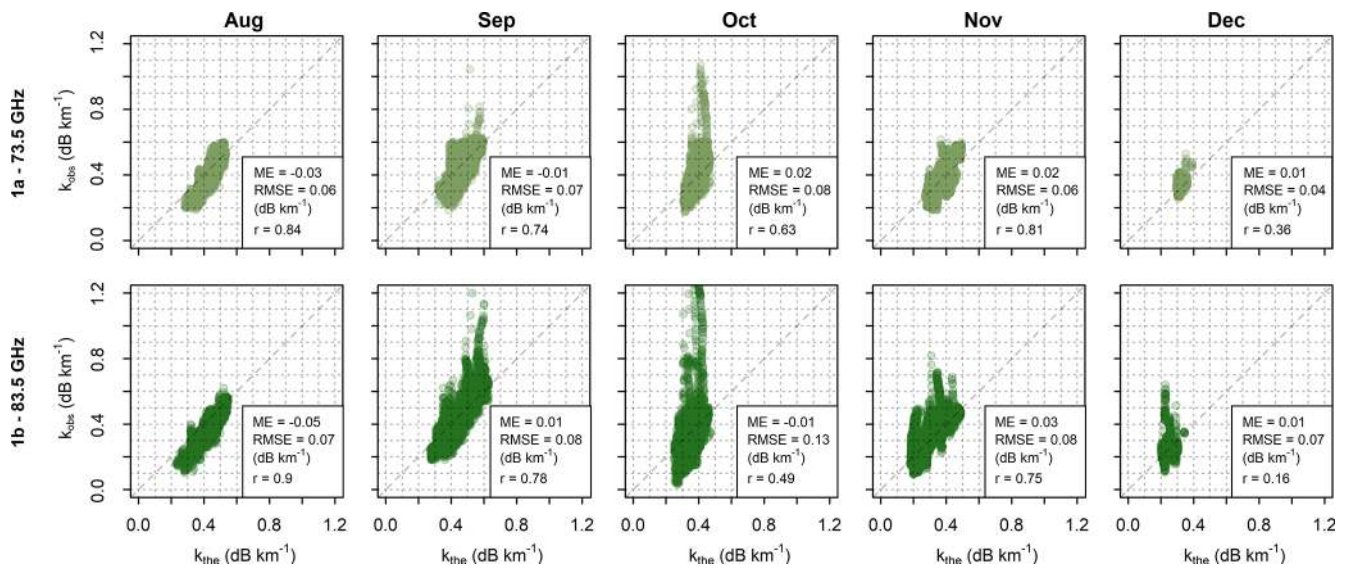 Aug Sep Oct Nov Dec
1a - 73.5 GHz
k_obs (dB km⁻¹)
1.2
0.8
0.4
0.0
ME = -0.03
RMSE = 0.06
(dB km⁻¹)
r = 0.84
ME = -0.01
RMSE = 0.07
(dB km⁻¹)
r = 0.74
ME = 0.02
RMSE = 0.08
(dB km⁻¹)
r = 0.63
ME = 0.02
RMSE = 0.06
(dB km⁻¹)
r = 0.81
ME = 0.01
RMSE = 0.04
(dB km⁻¹)
r = 0.36
1b - 83.5 GHz
k_obs (dB km⁻¹)
1.2
0.8
0.4
0.0
ME = -0.05
RMSE = 0.07
(dB km⁻¹)
r = 0.9
ME = 0.01
RMSE = 0.08
(dB km⁻¹)
r = 0.78
ME = -0.01
RMSE = 0.13
(dB km⁻¹)
r = 0.49
ME = 0.03
RMSE = 0.08
(dB km⁻¹)
r = 0.75
ME = 0.01
RMSE = 0.07
(dB km⁻¹)
r = 0.16
0.0 0.4 0.8 1.2 0.0 0.4 0.8 1.2 0.0 0.4 0.8 1.2 0.0 0.4 0.8 1.2 0.0 0.4 0.8 1.2
k_the (dB km⁻¹) k_the (dB km⁻¹) k_the (dB km⁻¹) k_the (dB km⁻¹) k_the (dB km⁻¹)